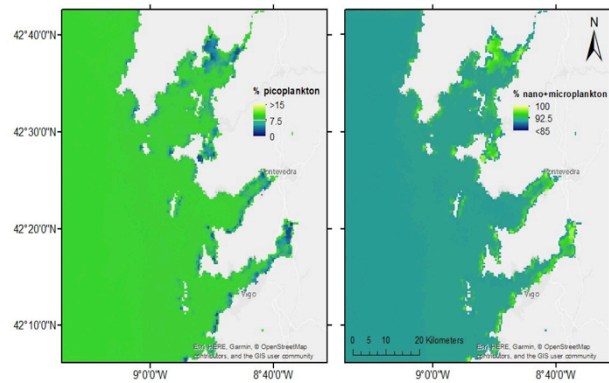 42°40'0"N
42°30'0"N
42°20'0"N
42°10'0"N
% picoplankton
>15
7.5
0
Pontevedra
Vigo
Esri, HERE, Garmin, © OpenStreetMap
contributors, and the GIS user community
9°0'0"W
8°40'0"W
N
% nano+microplankton
100
92.5
<85
Pontevedra
Vigo
0 5 10 20 Kilometers
Esri, HERE, Garmin, © OpenStreetMap
contributors, and the GIS user community
9°0'0"W
8°40'0"W